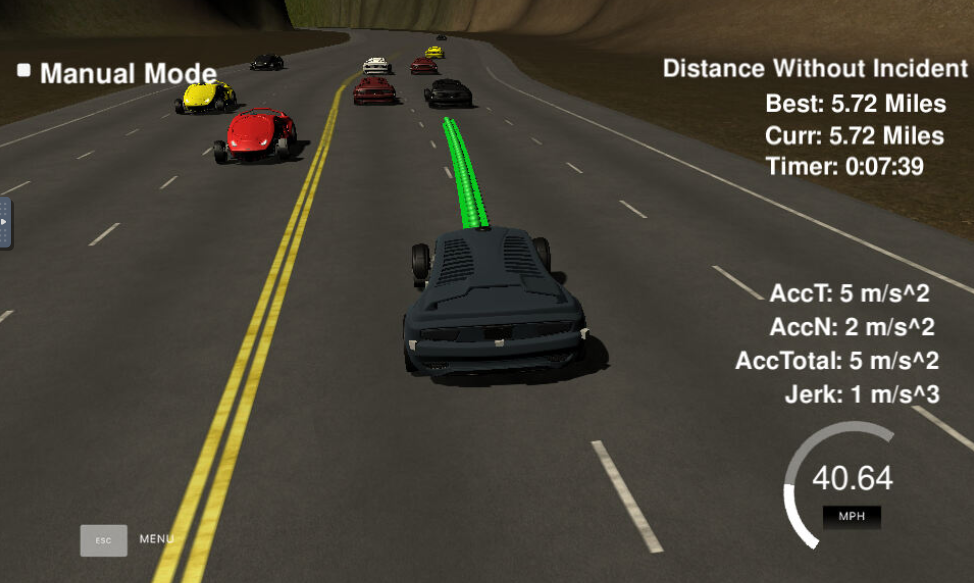 Manual Mode
Distance Without Incident
Best: 5.72 Miles
Curr: 5.72 Miles
Timer: 0:07:39
AccT: 5 m/s^2
AccN: 2 m/s^2
AccTotal: 5 m/s^2
Jerk: 1 m/s^3
40.64
MPH
ESC MENU